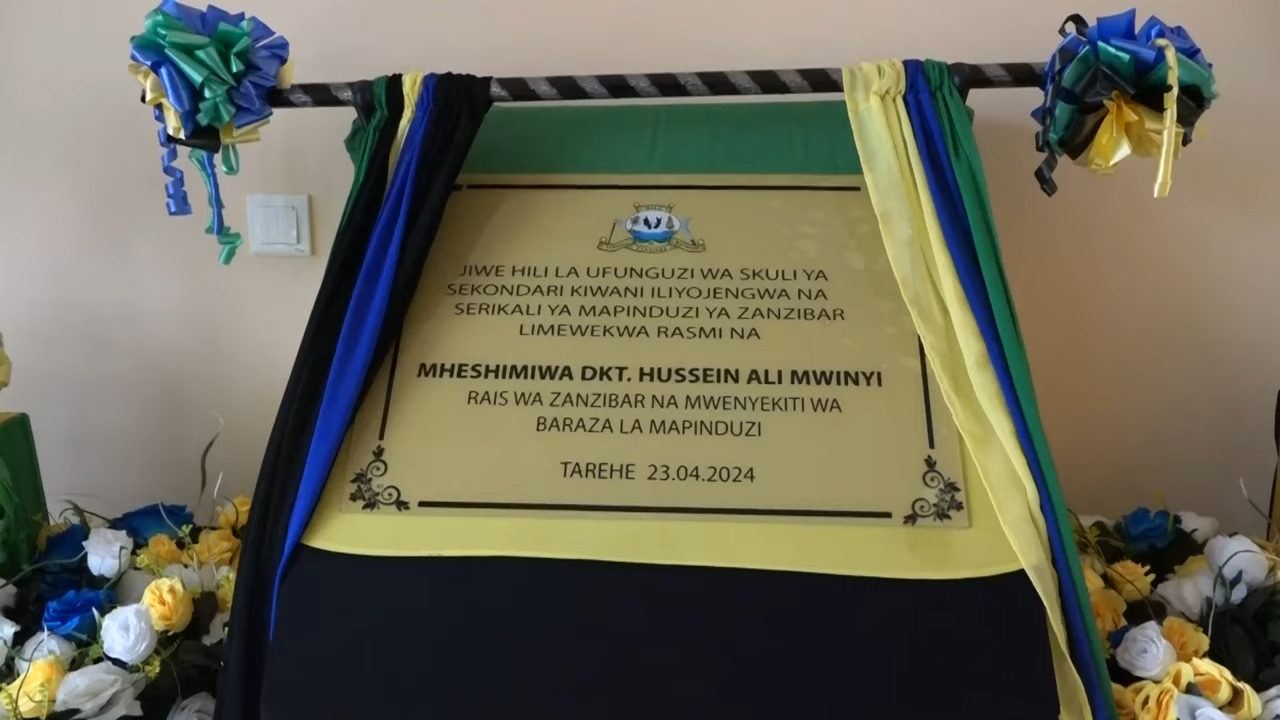 JIWE HILI LA UFUNGUZI WA SKULI YA
SEKONDARI KIWANI ILIYOJENGWA NA
SERIKALI YA MAPINDUZI YA ZANZIBAR
LIMEWEKWA RASMI NA
MHESHIMIWA DKT. HUSSEIN ALI MWINYI
RAIS WA ZANZIBAR NA MWENYEKITI WA
BARAZA LA MAPINDUZI
TAREHE 23.04.2024